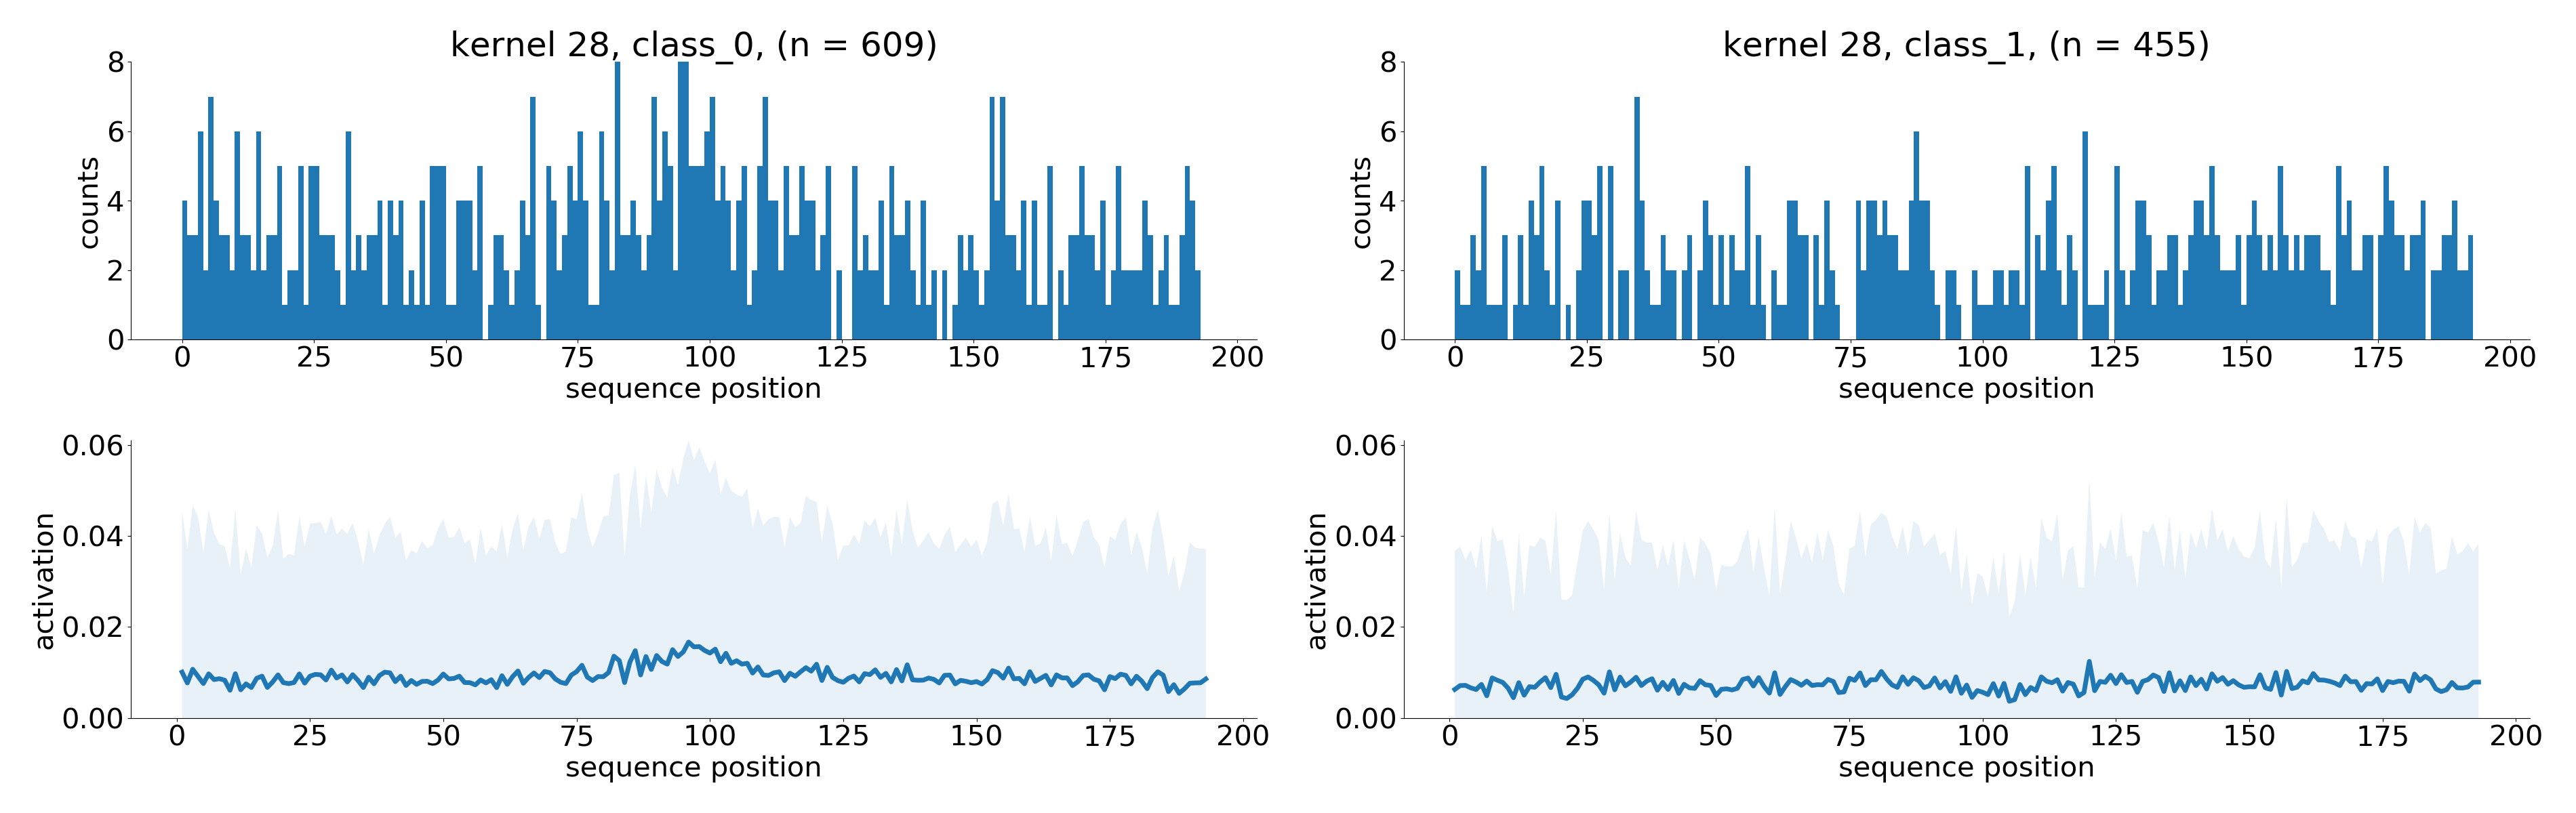 kernel 28, class_0, (n = 609)
8
6
4
2
0
counts
0 25 50 75 100 125 150 175 200
sequence position
kernel 28, class_1, (n = 455)
8
6
4
2
0
counts
0 25 50 75 100 125 150 175 200
sequence position
0.06
0.04
0.02
0.00
activation
0 25 50 75 100 125 150 175 200
sequence position
0.06
0.04
0.02
0.00
activation
0 25 50 75 100 125 150 175 200
sequence position